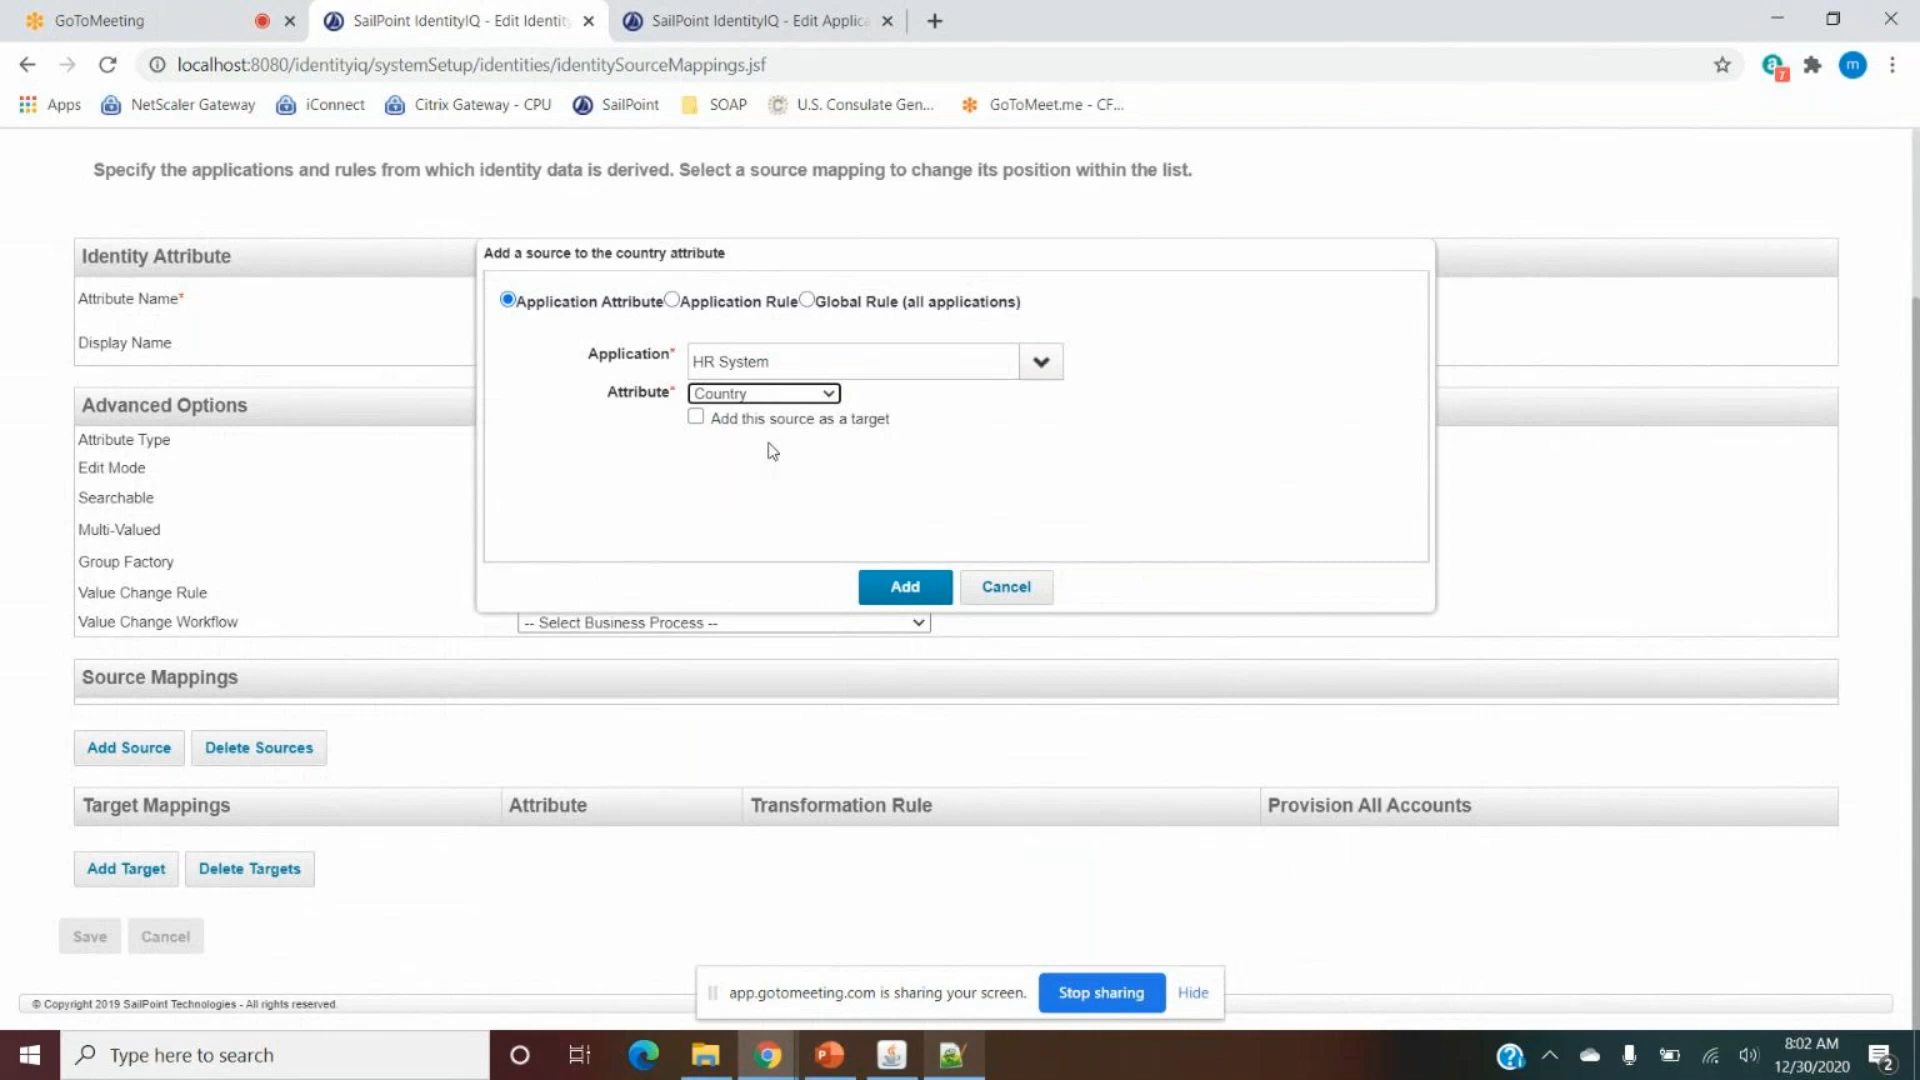 GoToMeeting
SailPoint IdentityIQ - Edit Identity
SailPoint IdentityIQ - Edit Applica
localhost:8080/identityiq/systemSetup/identities/identitySourceMappings.jsf
7
m
Apps
NetScaler Gateway
iConnect
Citrix Gateway - CPU
SailPoint
SOAP
U.S. Consulate Gen...
GoToMeet.me - CF...
Specify the applications and rules from which identity data is derived. Select a source mapping to change its position within the list.
Identity Attribute
Attribute Name*
Display Name
Add a source to the country attribute
Application Attribute Application Rule Global Rule (all applications)
Application* HR System
Attribute* Country
Add this source as a target
Add Cancel
Advanced Options
Attribute Type
Edit Mode
Searchable
Multi-Valued
Group Factory
Value Change Rule
Value Change Workflow -- Select Business Process --
Source Mappings
Add Source Delete Sources
Target Mappings Attribute Transformation Rule Provision All Accounts
Add Target Delete Targets
Save Cancel
app.gotomeeting.com is sharing your screen. Stop sharing Hide
© Copyright 2019 SailPoint Technologies - All rights reserved.
Type here to search
8:02 AM
12/30/2020
2